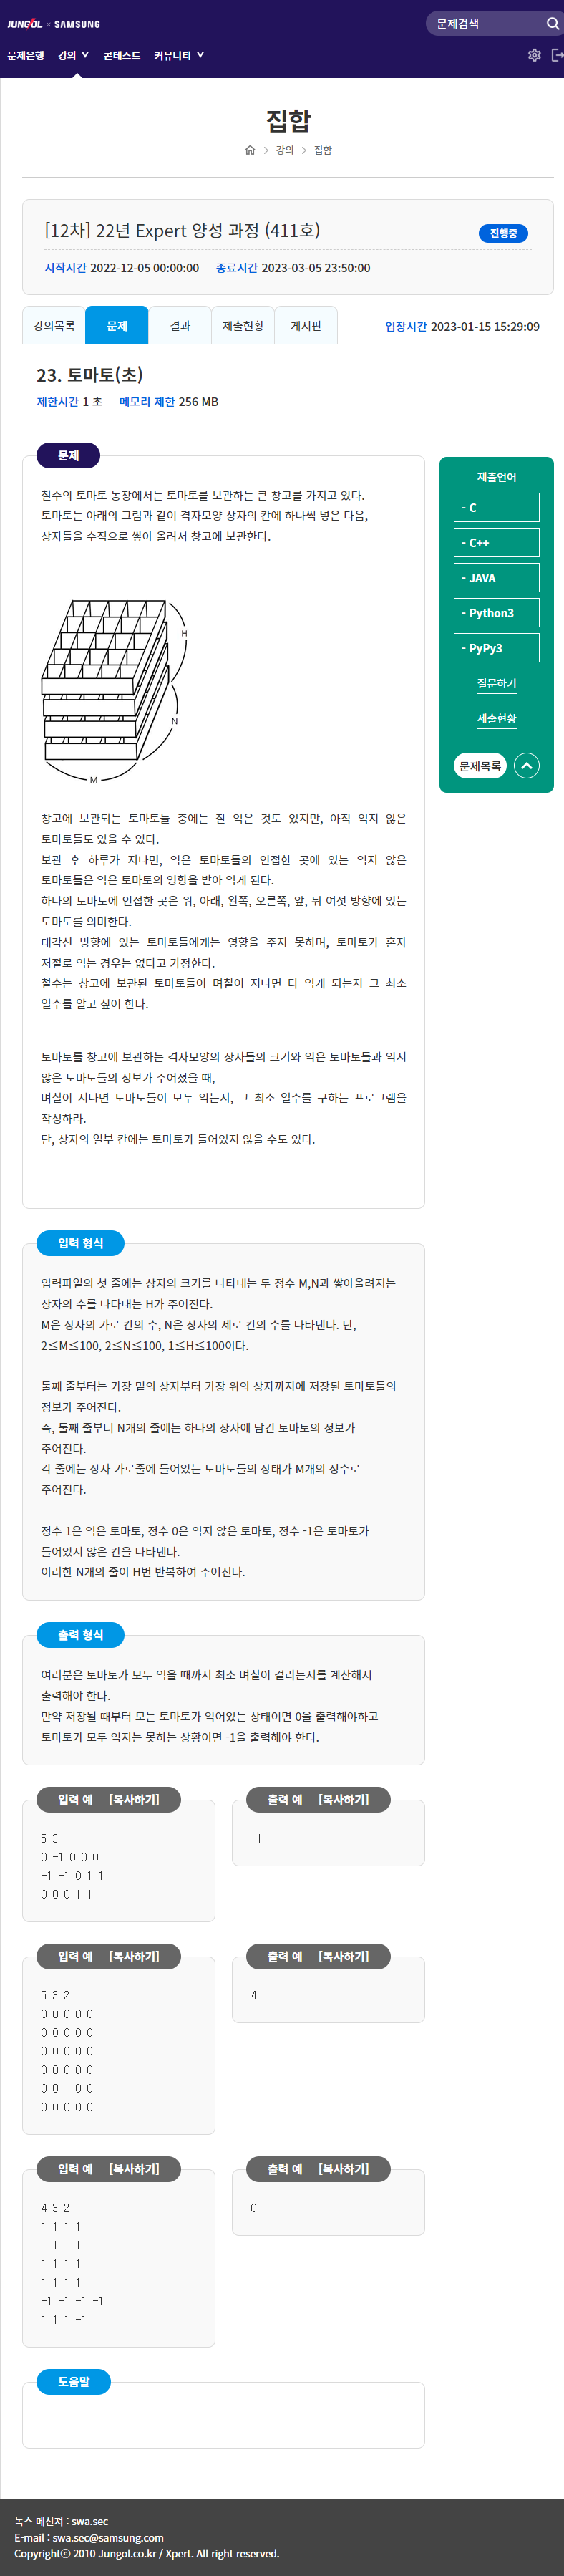 JUNGOL × SAMSUNG
문제검색
문제은행 강의 콘테스트 커뮤니티
집합
강의 집합
[12차] 22년 Expert 양성 과정 (411호)
진행중
시작시간 2022-12-05 00:00:00 종료시간 2023-03-05 23:50:00
강의목록 문제 결과 제출현황 게시판
입장시간 2023-01-15 15:29:09
23. 토마토(초)
제한시간 1 초 메모리 제한 256 MB
문제
철수의 토마토 농장에서는 토마토를 보관하는 큰 창고를 가지고 있다.
토마토는 아래의 그림과 같이 격자모양 상자의 칸에 하나씩 넣은 다음,
상자들을 수직으로 쌓아 올려서 창고에 보관한다.
H
N
M
창고에 보관되는 토마토들 중에는 잘 익은 것도 있지만, 아직 익지 않은
토마토들도 있을 수 있다.
보관 후 하루가 지나면, 익은 토마토들의 인접한 곳에 있는 익지 않은
토마토들은 익은 토마토의 영향을 받아 익게 된다.
하나의 토마토에 인접한 곳은 위, 아래, 왼쪽, 오른쪽, 앞, 뒤 여섯 방향에 있는
토마토를 의미한다.
대각선 방향에 있는 토마토들에게는 영향을 주지 못하며, 토마토가 혼자
저절로 익는 경우는 없다고 가정한다.
철수는 창고에 보관된 토마토들이 며칠이 지나면 다 익게 되는지 그 최소
일수를 알고 싶어 한다.
토마토를 창고에 보관하는 격자모양의 상자들의 크기와 익은 토마토들과 익지
않은 토마토들의 정보가 주어졌을 때,
며칠이 지나면 토마토들이 모두 익는지, 그 최소 일수를 구하는 프로그램을
작성하라.
단, 상자의 일부 칸에는 토마토가 들어있지 않을 수도 있다.
제출언어
- C
- C++
- JAVA
- Python3
- PyPy3
질문하기
제출현황
문제목록
입력 형식
입력파일의 첫 줄에는 상자의 크기를 나타내는 두 정수 M,N과 쌓아올려지는
상자의 수를 나타내는 H가 주어진다.
M은 상자의 가로 칸의 수, N은 상자의 세로 칸의 수를 나타낸다. 단,
2≤M≤100, 2≤N≤100, 1≤H≤100이다.
둘째 줄부터는 가장 밑의 상자부터 가장 위의 상자까지에 저장된 토마토들의
정보가 주어진다.
즉, 둘째 줄부터 N개의 줄에는 하나의 상자에 담긴 토마토의 정보가
주어진다.
각 줄에는 상자 가로줄에 들어있는 토마토들의 상태가 M개의 정수로
주어진다.
정수 1은 익은 토마토, 정수 0은 익지 않은 토마토, 정수 -1은 토마토가
들어있지 않은 칸을 나타낸다.
이러한 N개의 줄이 H번 반복하여 주어진다.
출력 형식
여러분은 토마토가 모두 익을 때까지 최소 며칠이 걸리는지를 계산해서
출력해야 한다.
만약 저장될 때부터 모든 토마토가 익어있는 상태이면 0을 출력해야하고
토마토가 모두 익지는 못하는 상황이면 -1을 출력해야 한다.
입력 예 [복사하기]
5 3 1
0 -1 0 0 0
-1 -1 0 1 1
0 0 0 1 1
출력 예 [복사하기]
-1
입력 예 [복사하기]
5 3 2
0 0 0 0 0
0 0 0 0 0
0 0 0 0 0
0 0 0 0 0
0 0 1 0 0
0 0 0 0 0
출력 예 [복사하기]
4
입력 예 [복사하기]
4 3 2
1 1 1 1
1 1 1 1
1 1 1 1
1 1 1 1
-1 -1 -1 -1
1 1 1 -1
출력 예 [복사하기]
0
도움말
녹스 메신져 : swa.sec
E-mail : swa.sec@samsung.com
Copyrightⓒ 2010 Jungol.co.kr / Xpert. All right reserved.